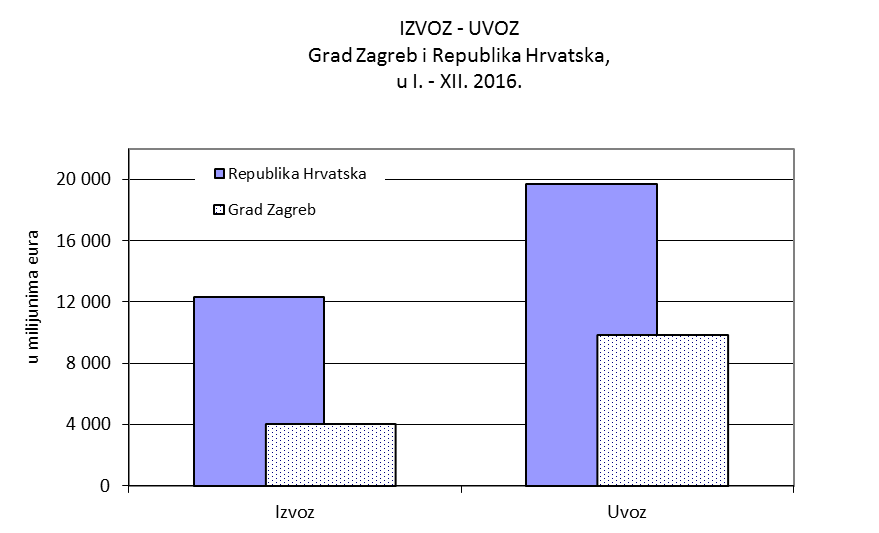 IZVOZ - UVOZ
Grad Zagreb i Republika Hrvatska,
u I. - XII. 2016.
Republika Hrvatska
Grad Zagreb
u milijunima eura
20 000
16 000
12 000
8 000
4 000
0
Izvoz
Uvoz